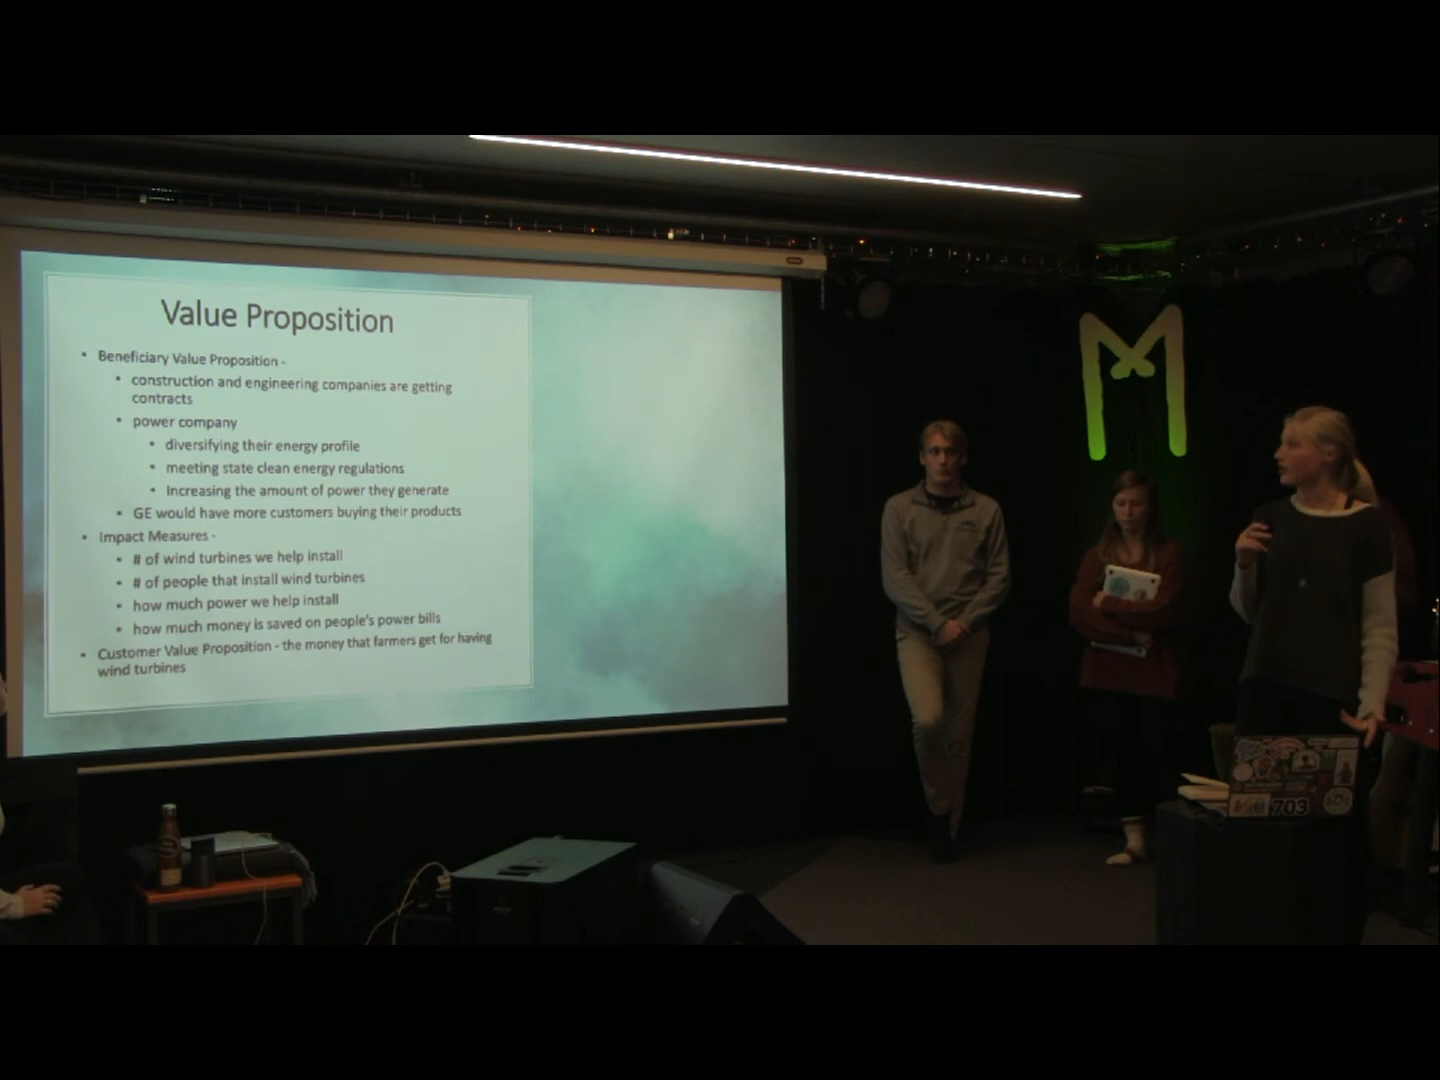 Value Proposition
• Beneficiary Value Proposition -
• construction and engineering companies are getting
contracts
• power company
• diversifying their energy profile
• meeting state clean energy regulations
• Increasing the amount of power they generate
• GE would have more customers buying their products
• Impact Measures -
• # of wind turbines we help install
• # of people that install wind turbines
• how much power we help install
• how much money is saved on people's power bills
• Customer Value Proposition - the money that farmers get for having
wind turbines
703